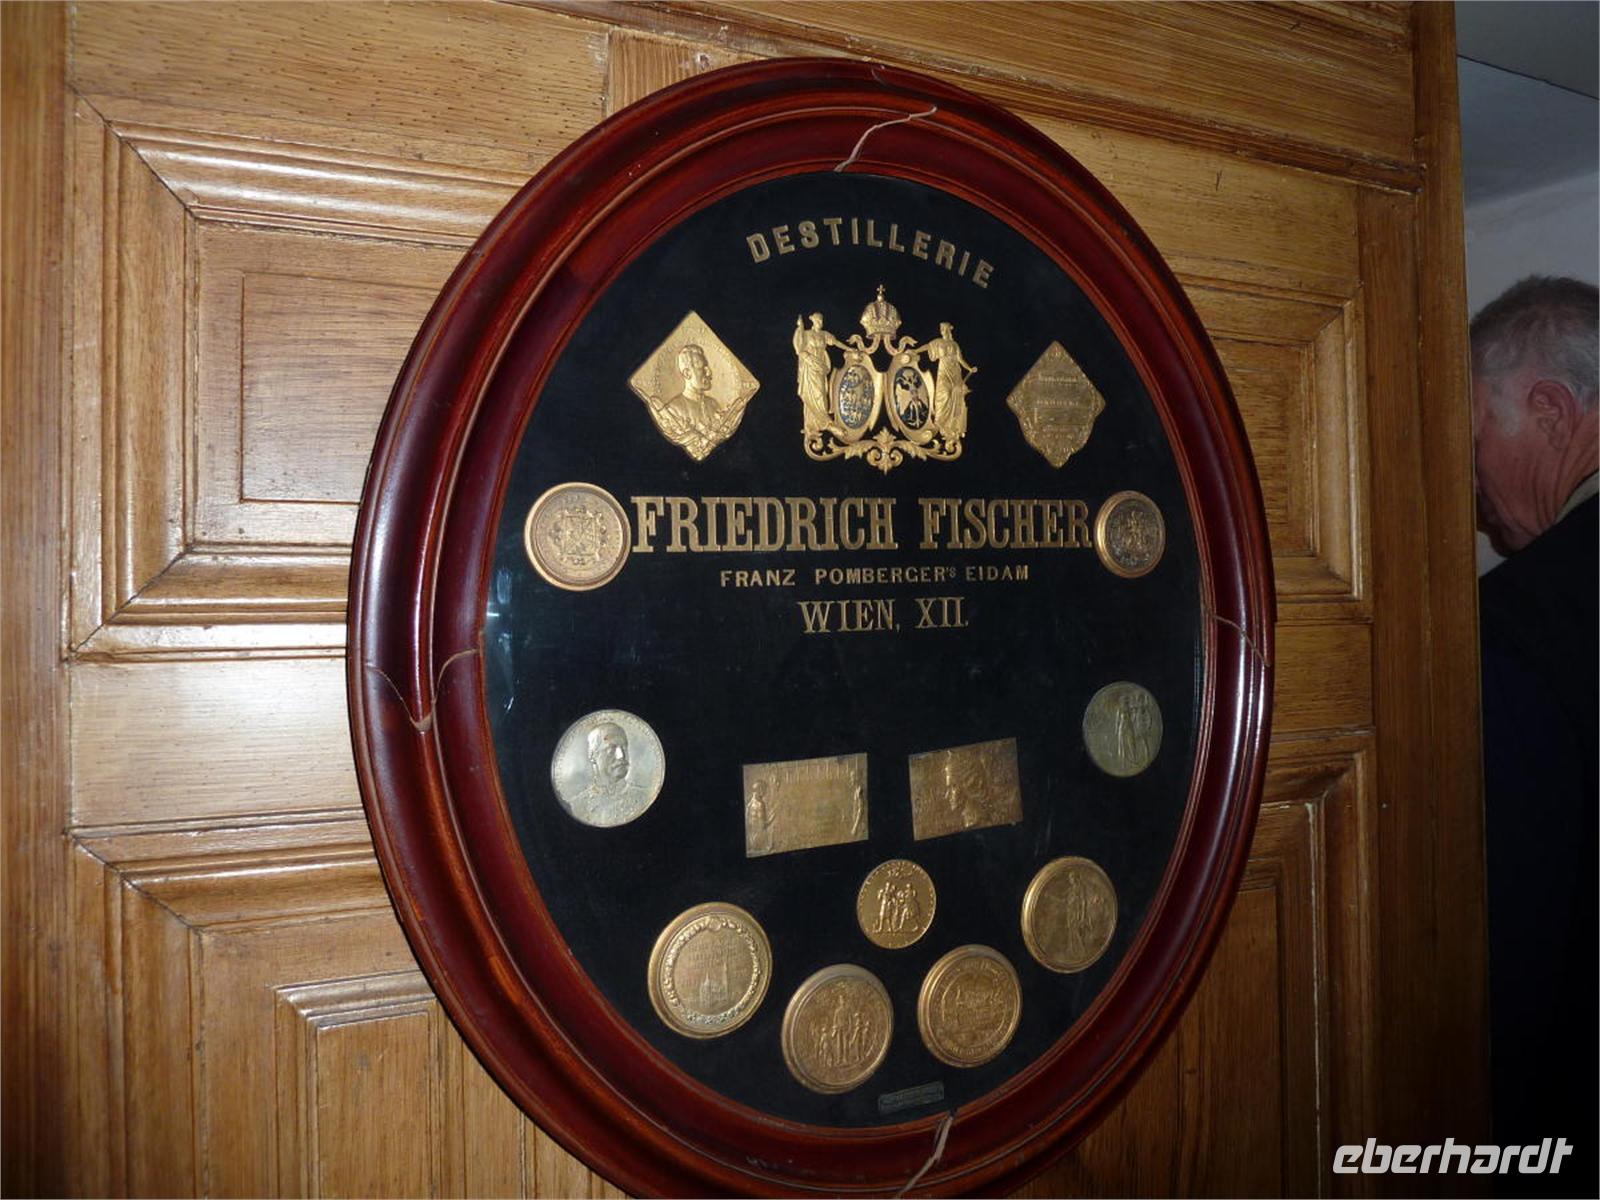 DESTILLERIE
FRIEDRICH FISCHER
FRANZ POMBERGER's EIDAM
WIEN, XII.
eberhardt